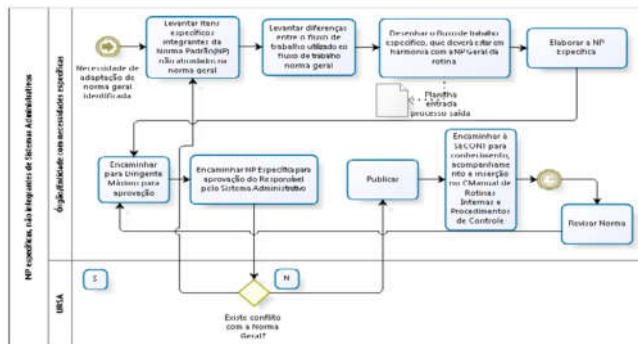 NP específicas, não integrantes de Sistemas Administrativos
Órgão/Entidade com necessidades específicas
Necessidade
de adaptação de
norma geral
identificada
Levantar itens
específicos
integrantes da
Norma Padrão(NP)
não atendidos na
norma geral
Levantar diferenças
entre o fluxo de
trabalho utilizado eo
fluxo de trabalho
norma geral
Desenhar o fluxo de trabalho
específico, que deverá estar em
harmonia com a NP Geral da
rotina
Elaborar a NP
Específica
Planilha
entrada
processo saída
Encaminhar
para Dirigente
Máximo para
aprovação
Encaminhar NP Específica para
aprovação do Responsável
pelo Sistema Administrativo
Publicar
Encaminhar à
SECONT para
conhecimento,
acompanhame
nto e inserção
no CManual de
Rotinas
Internas e
Procedimentos
de Controle
Revisar Norma
URSA
S
N
Existe conflito
com a Norma
Geral?